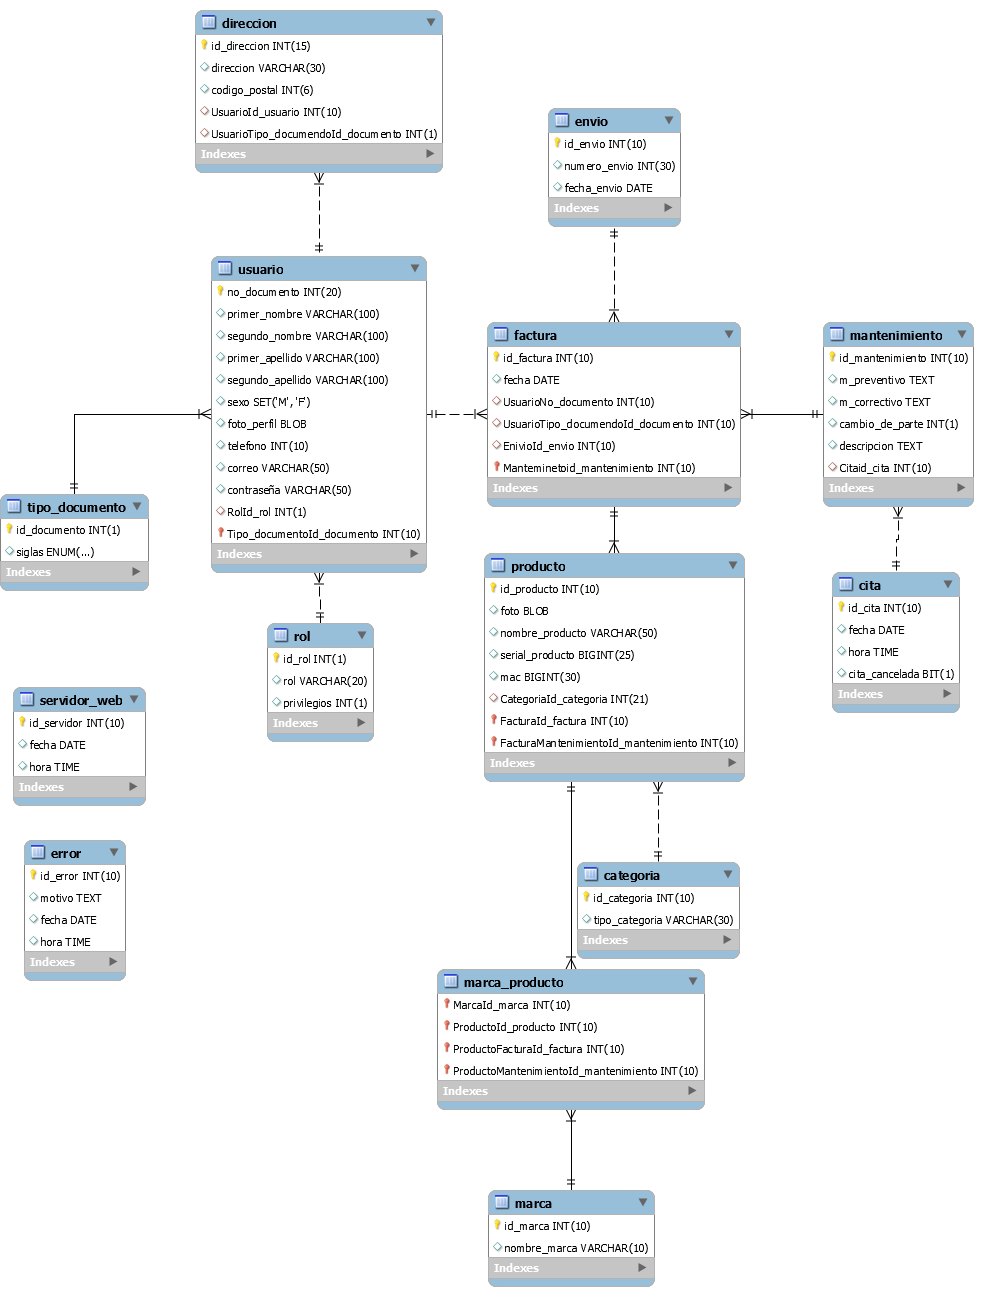 direccion
id_direccion INT(15)
direccion VARCHAR(30)
codigo_postal INT(6)
UsuarioId_usuario INT(10)
UsuarioTipo_documendoId_documento INT(1)
Indexes
envio
id_envio INT(10)
numero_envio INT(30)
fecha_envio DATE
Indexes
usuario
no_documento INT(20)
primer_nombre VARCHAR(100)
segundo_nombre VARCHAR(100)
primer_apellido VARCHAR(100)
segundo_apellido VARCHAR(100)
sexo SET('M','F')
foto_perfil BLOB
telefono INT(10)
correo VARCHAR(50)
contraseña VARCHAR(50)
RolId_rol INT(1)
Tipo_documentoId_documento INT(10)
Indexes
factura
id_factura INT(10)
fecha DATE
UsuarioNo_documento INT(10)
UsuarioTipo_documendoId_documento INT(10)
EnivioId_envio INT(10)
Manteminetoid_mantenimiento INT(10)
Indexes
mantenimiento
id_mantenimiento INT(10)
m_preventivo TEXT
m_correctivo TEXT
cambio_de_parte INT(1)
descripcion TEXT
Citaid_cita INT(10)
Indexes
tipo_documento
id_documento INT(1)
siglas ENUM(...)
Indexes
producto
id_producto INT(10)
foto BLOB
nombre_producto VARCHAR(50)
serial_producto BIGINT(25)
mac BIGINT(30)
CategoriaId_categoria INT(21)
FacturaId_factura INT(10)
FacturaMantenimientoId_mantenimiento INT(10)
Indexes
cita
id_cita INT(10)
fecha DATE
hora TIME
cita_cancelada BIT(1)
Indexes
rol
id_rol INT(1)
rol VARCHAR(20)
privilegios INT(1)
Indexes
servidor_web
id_servidor INT(10)
fecha DATE
hora TIME
Indexes
error
id_error INT(10)
motivo TEXT
fecha DATE
hora TIME
Indexes
categoria
id_categoria INT(10)
tipo_categoria VARCHAR(30)
Indexes
marca_producto
MarcaId_marca INT(10)
ProductoId_producto INT(10)
ProductoFacturaId_factura INT(10)
ProductoMantenimientoId_mantenimiento INT(10)
Indexes
marca
id_marca INT(10)
nombre_marca VARCHAR(10)
Indexes